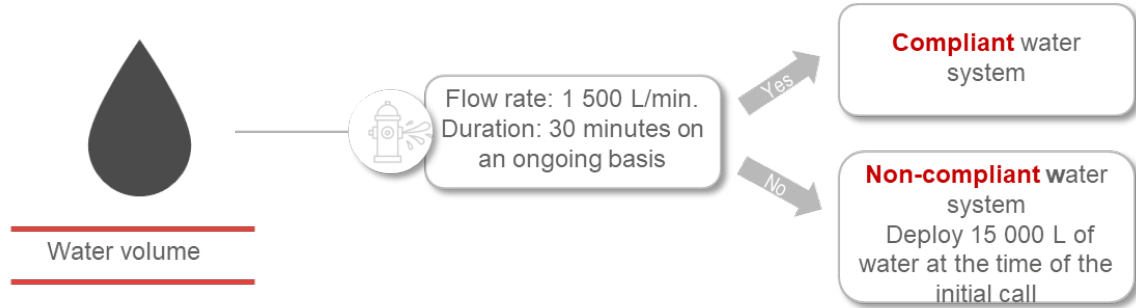 Water volume
Flow rate: 1 500 L/min.
Duration: 30 minutes on
an ongoing basis
Yes
No
Compliant water
system
Non-compliant water
system
Deploy 15 000 L of
water at the time of the
initial call